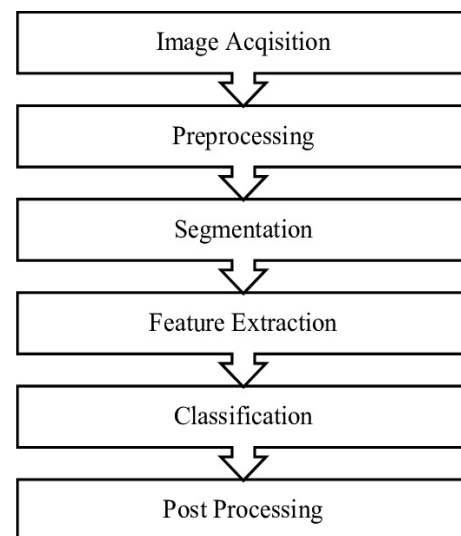 Image Acqisition
Preprocessing
Segmentation
Feature Extraction
Classification
Post Processing